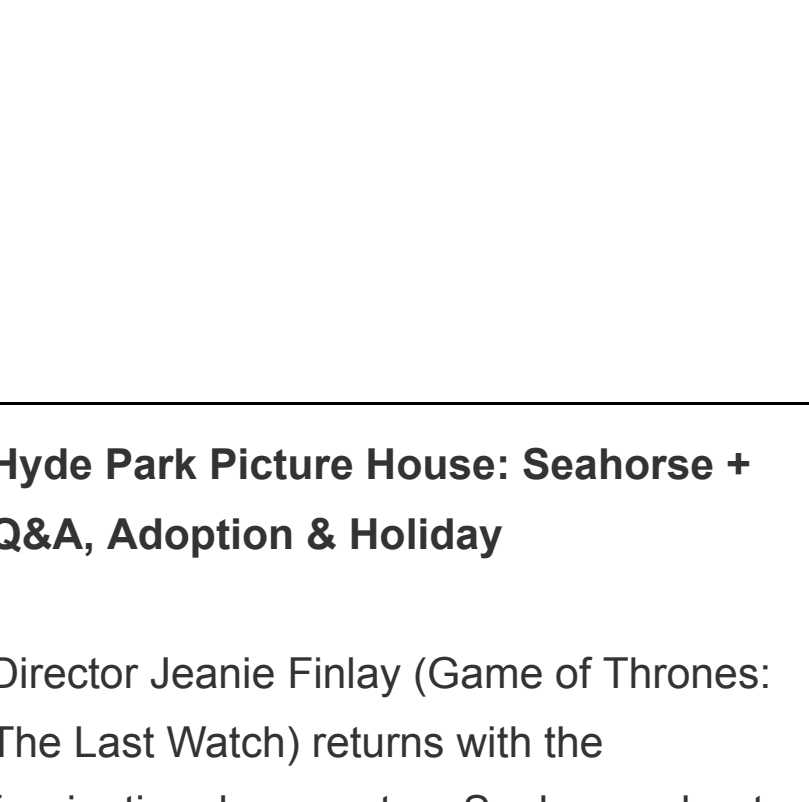 Hyde Park Picture House: Seahorse +
Q&A, Adoption & Holiday
Director Jeanie Finlay (Game of Thrones:
The Last Watch) returns with the